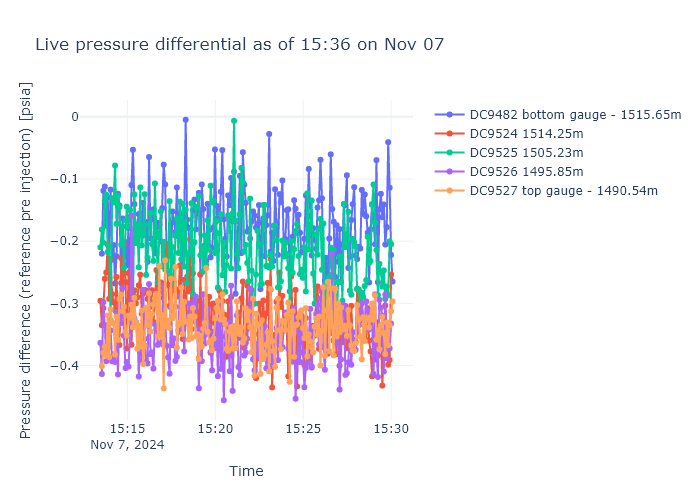 Live pressure differential as of 15:36 on Nov 07
Pressure difference (reference pre injection) [psia]
0
−0.1
−0.2
−0.3
−0.4
15:15
Nov 7, 2024
15:20
15:25
15:30
Time
DC9482 bottom gauge - 1515.65m
DC9524 1514.25m
DC9525 1505.23m
DC9526 1495.85m
DC9527 top gauge - 1490.54m